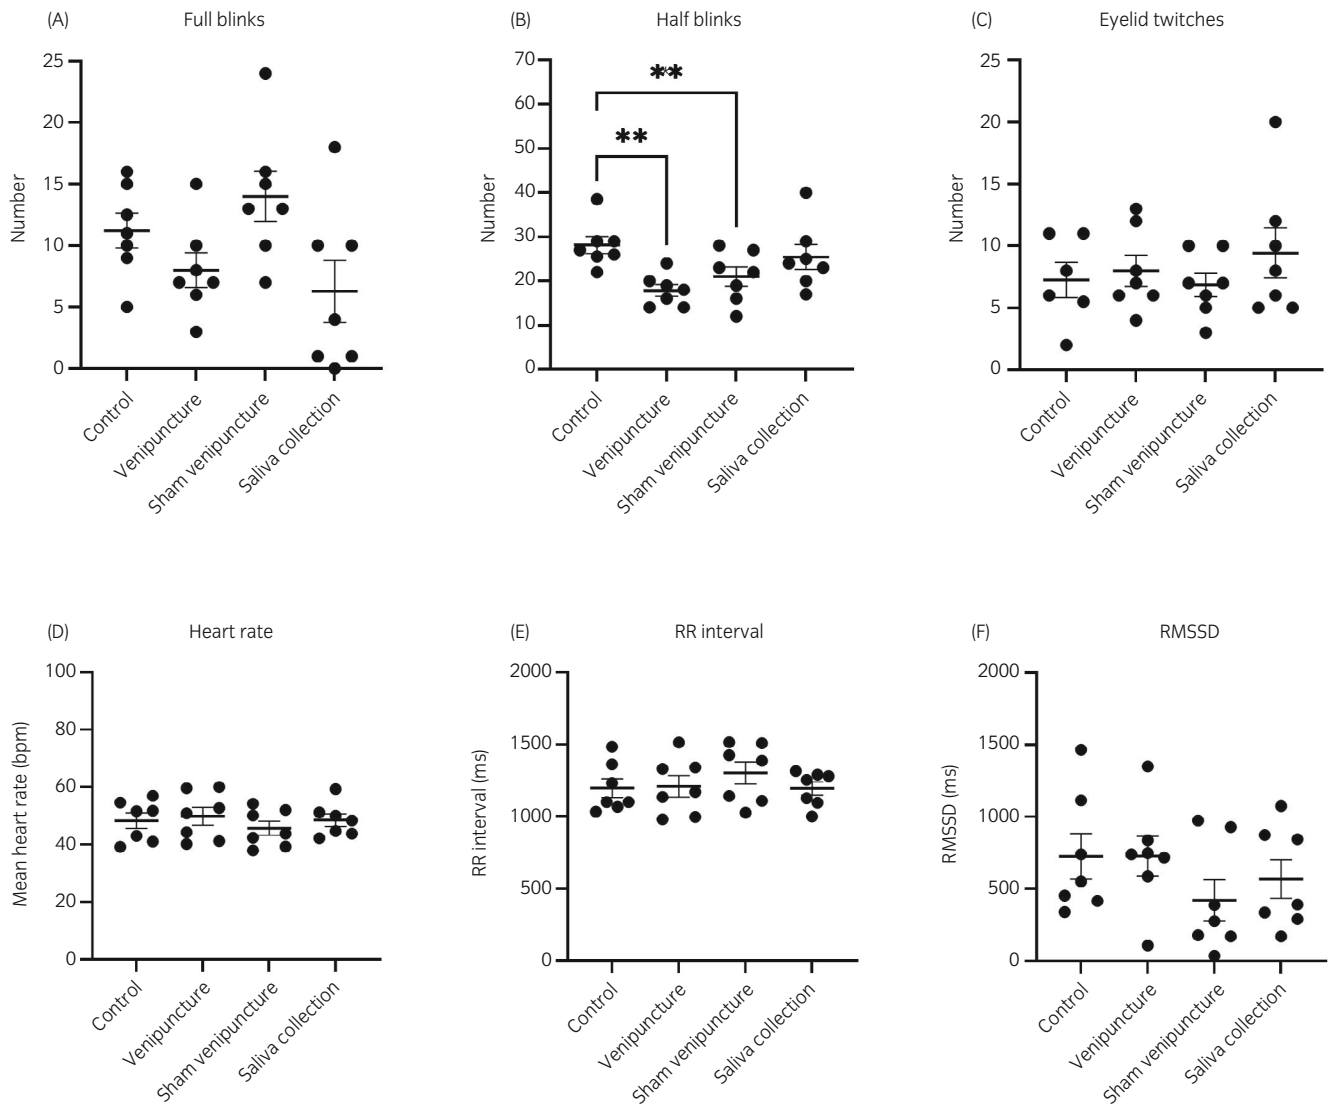 (A) Full blinks
25
20
15
10
5
0
Number
Control
Venipuncture
Sham venipuncture
Saliva collection
(B) Half blinks
70
60
50
40
30
20
10
0
Number
**
**
Control
Venipuncture
Sham venipuncture
Saliva collection
(C) Eyelid twitches
25
20
15
10
5
0
Number
Control
Venipuncture
Sham venipuncture
Saliva collection
(D) Heart rate
100
80
60
40
20
0
Mean heart rate (bpm)
Control
Venipuncture
Sham venipuncture
Saliva collection
(E) RR interval
2000
1500
1000
500
0
RR interval (ms)
Control
Venipuncture
Sham venipuncture
Saliva collection
(F) RMSSD
2000
1500
1000
500
0
RMSSD (ms)
Control
Venipuncture
Sham venipuncture
Saliva collection